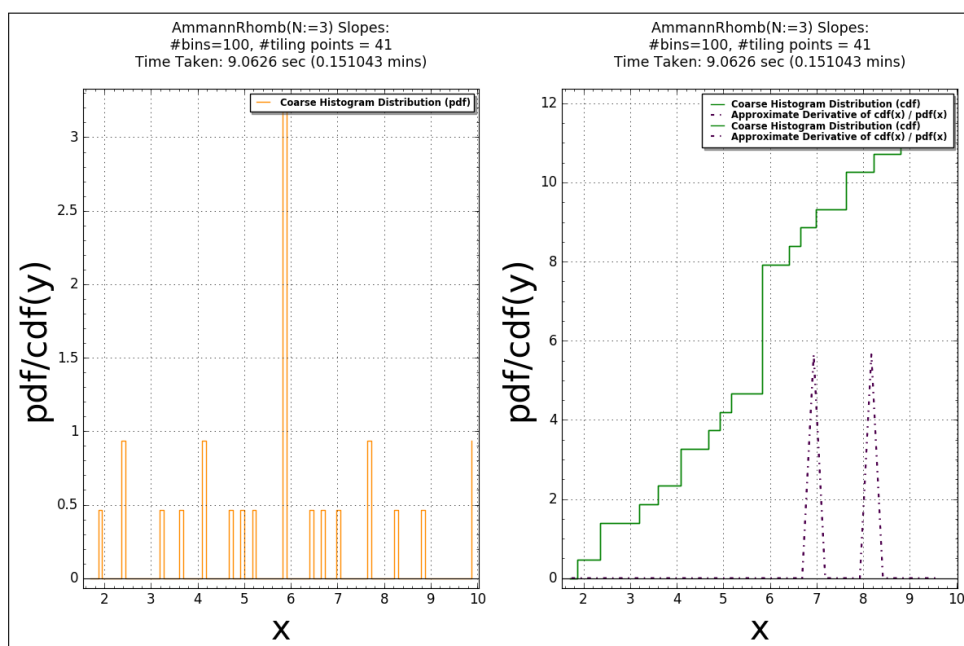 AmmannRhomb(N:=3) Slopes:
#bins=100, #tiling points = 41
Time Taken: 9.0626 sec (0.151043 mins)
Coarse Histogram Distribution (pdf)
pdf/cdf(y)
3
2.5
2
1.5
1
0.5
0
2 3 4 5 6 7 8 9 10
x
AmmannRhomb(N:=3) Slopes:
#bins=100, #tiling points = 41
Time Taken: 9.0626 sec (0.151043 mins)
Coarse Histogram Distribution (cdf)
Approximate Derivative of cdf(x) / pdf(x)
Coarse Histogram Distribution (cdf)
Approximate Derivative of cdf(x) / pdf(x)
pdf/cdf(y)
12
10
8
6
4
2
0
2 3 4 5 6 7 8 9 10
x